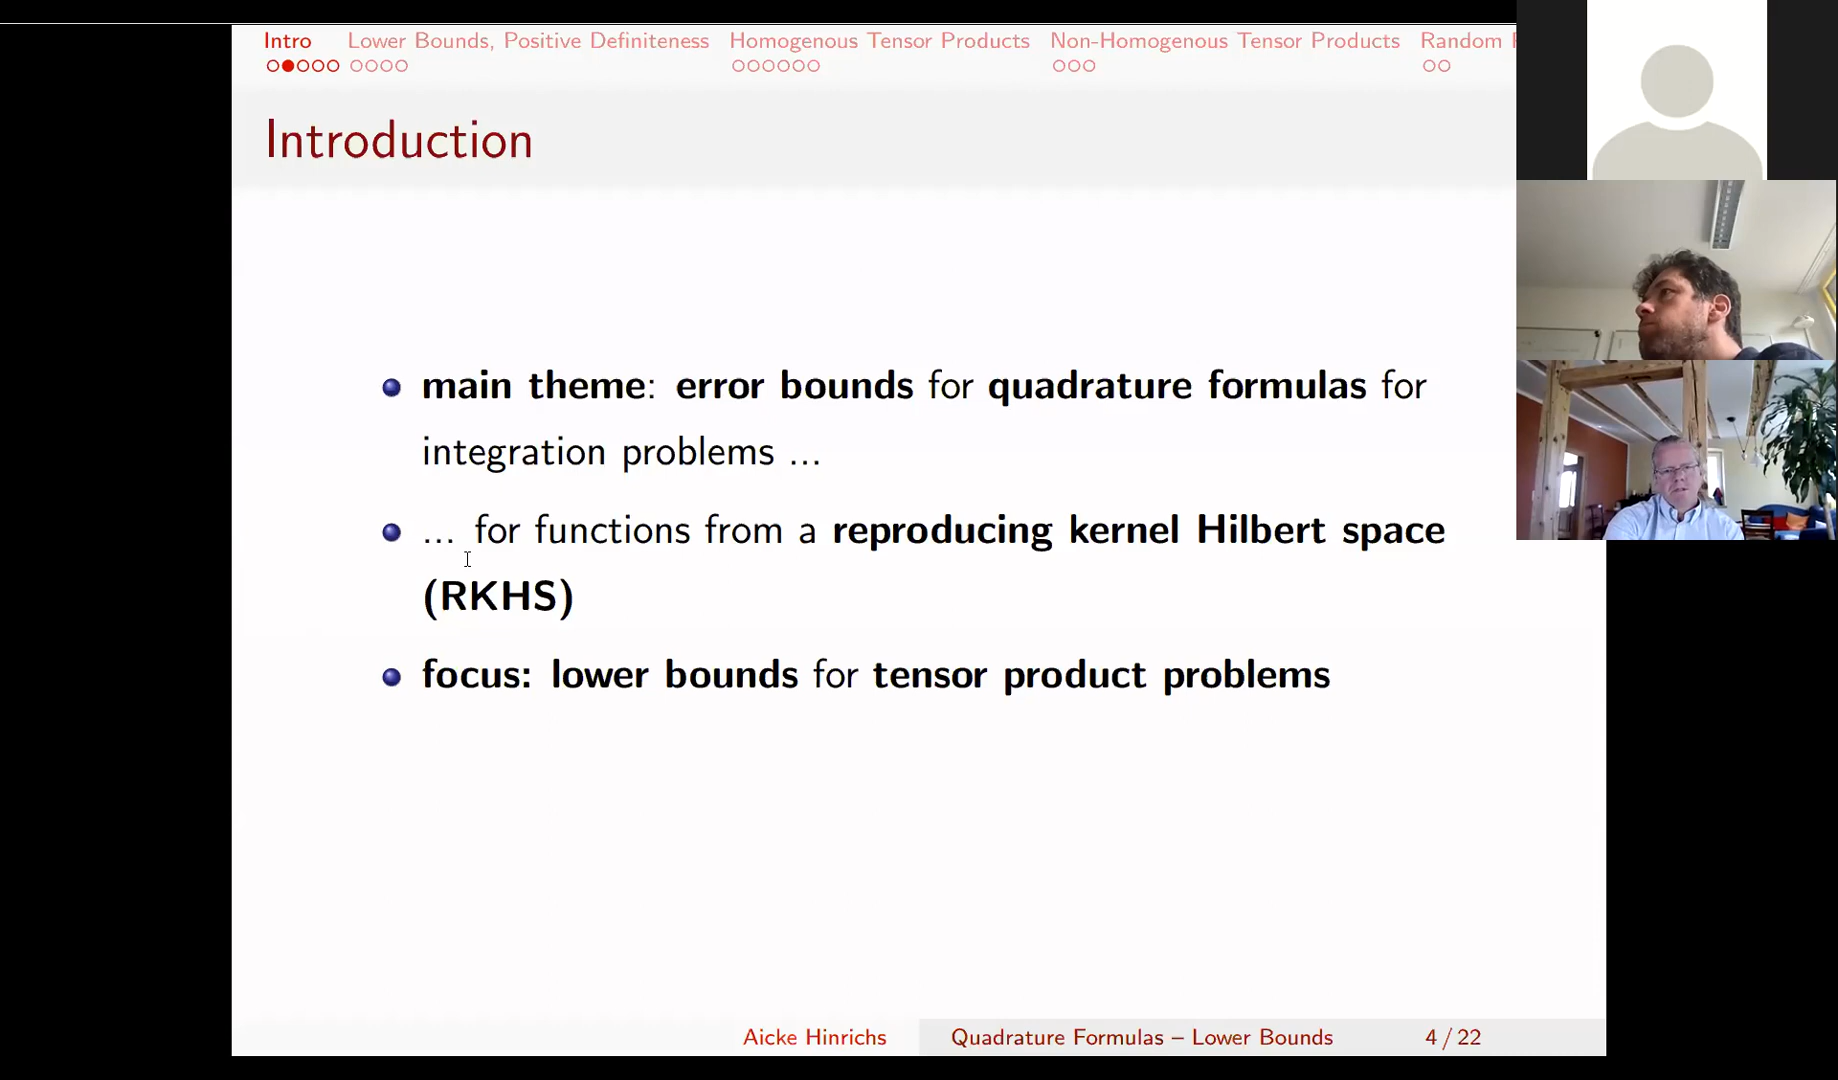 Intro Lower Bounds, Positive Definiteness Homogenous Tensor Products Non-Homogenous Tensor Products Random
Introduction
main theme: error bounds for quadrature formulas for
integration problems ...
... for functions from a reproducing kernel Hilbert space
(RKHS)
focus: lower bounds for tensor product problems
Aicke Hinrichs Quadrature Formulas – Lower Bounds 4 / 22